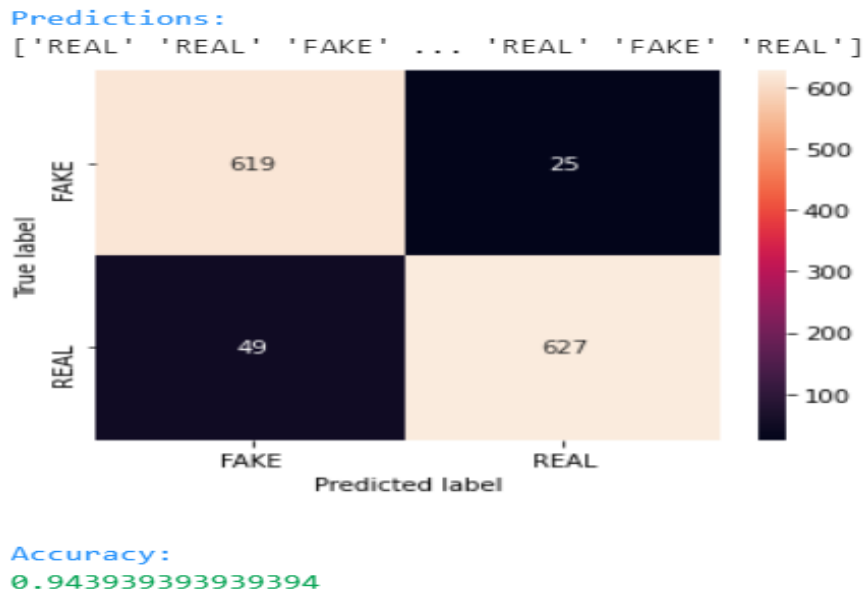 Predictions:
['REAL' 'REAL' 'FAKE' ... 'REAL' 'FAKE' 'REAL']
600
500
400
300
200
100
True label
FAKE
REAL
619
25
49
627
FAKE
REAL
Predicted label
Accuracy:
0.943939393939394